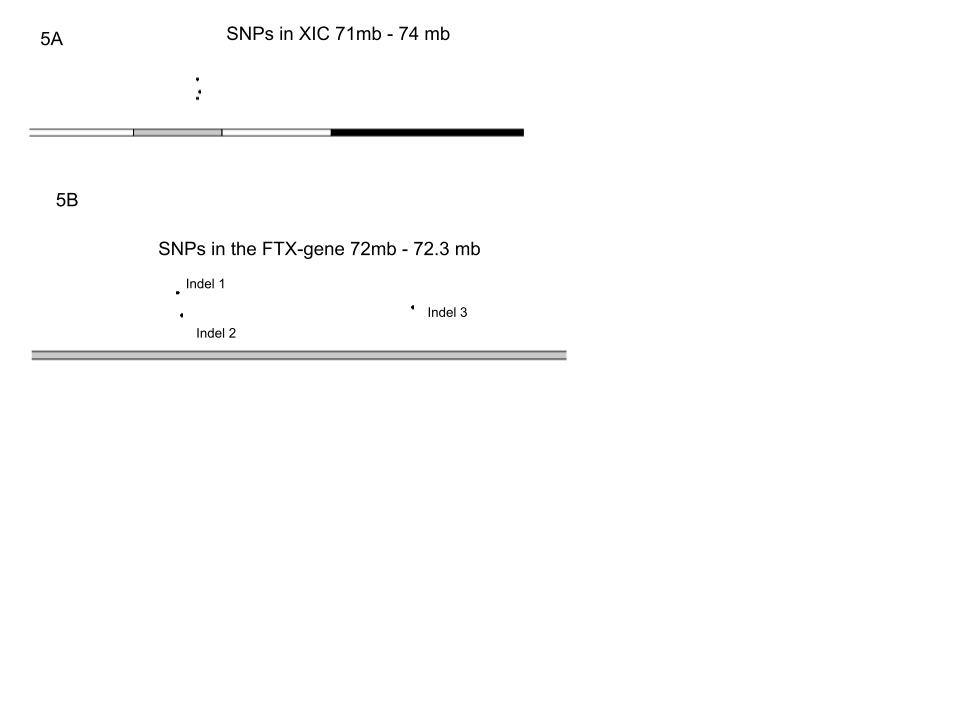 5A
SNPs in XIC 71mb - 74 mb
5B
SNPs in the FTX-gene 72mb - 72.3 mb
Indel 1
Indel 3
Indel 2